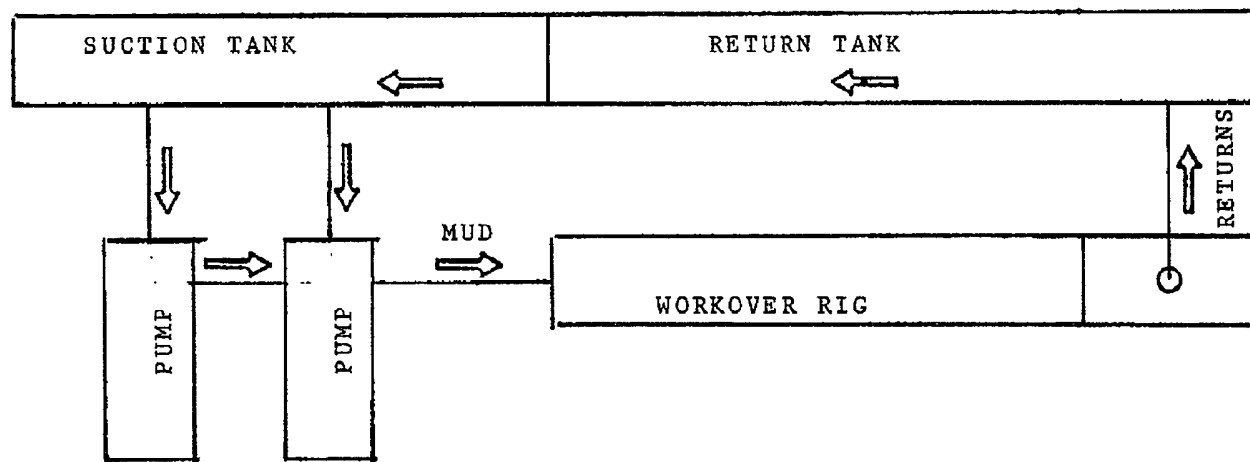 SUCTION TANK
RETURN TANK
RETURNS
MUD
WORKOVER RIG
PUMP
PUMP